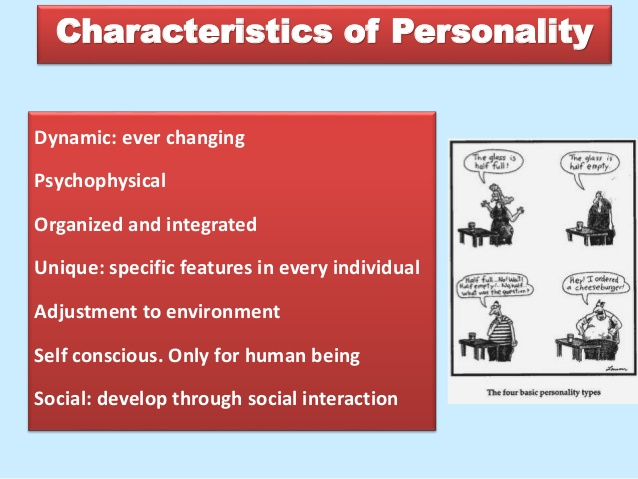 Characteristics of Personality
Dynamic: ever changing
Psychophysical
Organized and integrated
Unique: specific features in every individual
Adjustment to environment
Self conscious. Only for human being
Social: develop through social interaction
The glass is
half full!
The glass is
half empty.
Half full... No! Wait!
Half empty!.. No, half..
what was the question?
Hey! I ordered
a cheeseburger!
Larson
The four basic personality types